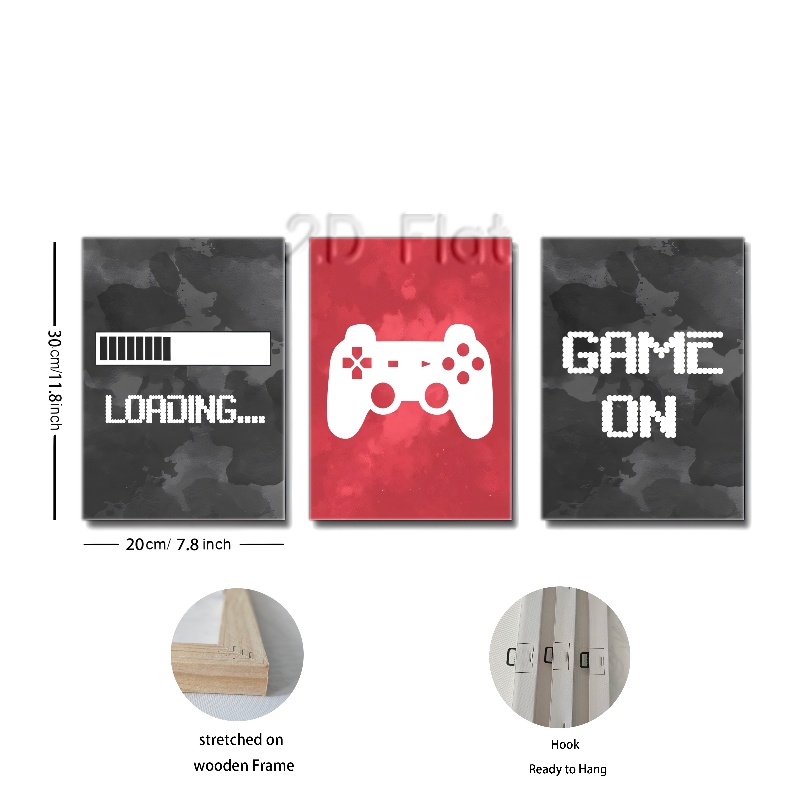 2D Flat
30cm/11.8inch
LOADING....
GAME
ON
20cm/ 7.8 inch
stretched on
wooden Frame
Hook
Ready to Hang